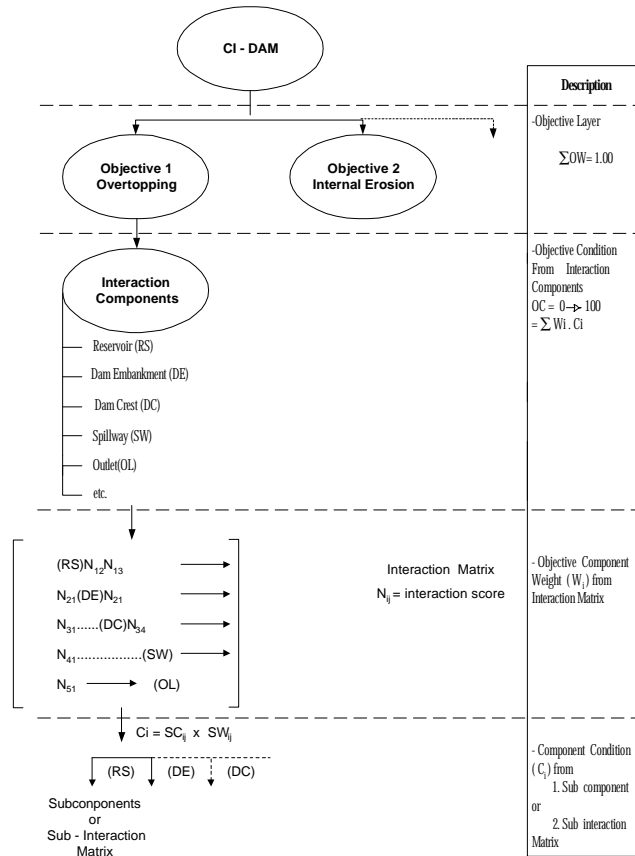 CI - DAM
Description
-Objective Layer
∑OW= 1.00
Objective 1
Overtopping
Objective 2
Internal Erosion
-Objective Condition
From Interaction
Components
OC = 0→ 100
= ∑ Wi . Ci
Interaction
Components
Reservoir (RS)
Dam Embankment (DE)
Dam Crest (DC)
Spillway (SW)
Outlet(OL)
etc.
(RS)N12N13
N21(DE)N21
N31......(DC)N34
N41..................(SW)
N51 → (OL)
Interaction Matrix
Nij = interaction score
- Objective Component
Weight (Wi) from
Interaction Matrix
Ci = SCij x SWij
(RS) (DE) (DC)
Subconponents
or
Sub - Interaction
Matrix
- Component Condition
(Ci) from
1. Sub component
or
2. Sub interaction
Matrix